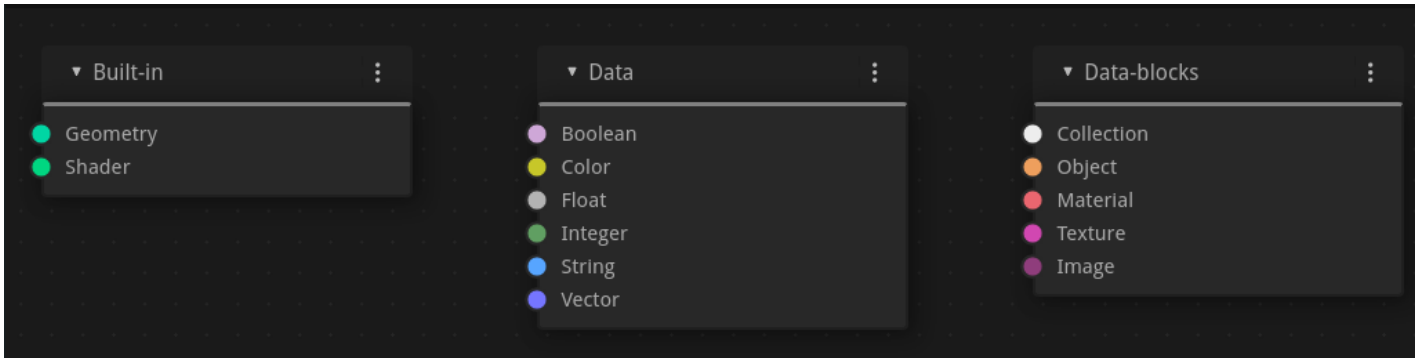 Built-in
Geometry
Shader
Data
Boolean
Color
Float
Integer
String
Vector
Data-blocks
Collection
Object
Material
Texture
Image